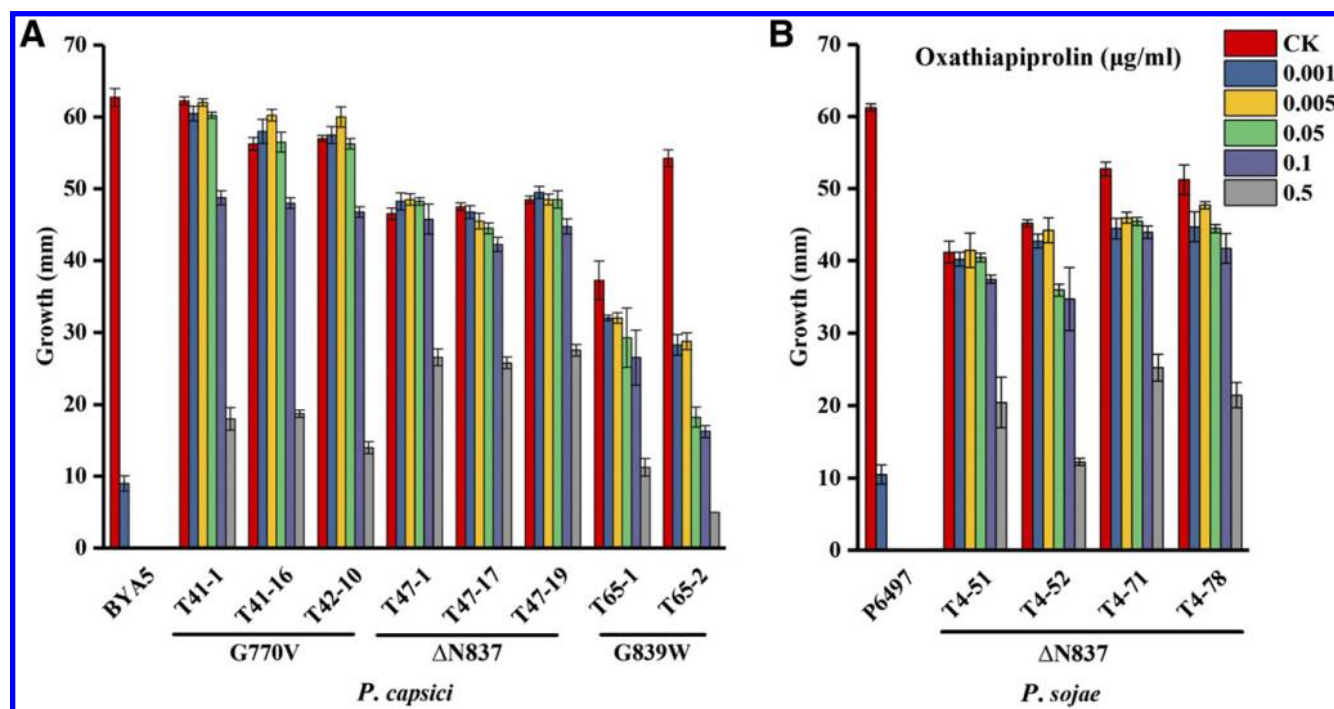 A
70
60
50
40
30
20
10
0
Growth (mm)
BYA5
T41-1
T41-16
T42-10
T47-1
T47-17
T47-19
T65-1
T65-2
G770V
ΔN837
G839W
P. capsici
B
Oxathiapiprolin (µg/ml)
CK
0.001
0.005
0.05
0.1
0.5
70
60
50
40
30
20
10
0
Growth (mm)
P6497
T4-51
T4-52
T4-71
T4-78
ΔN837
P. sojae